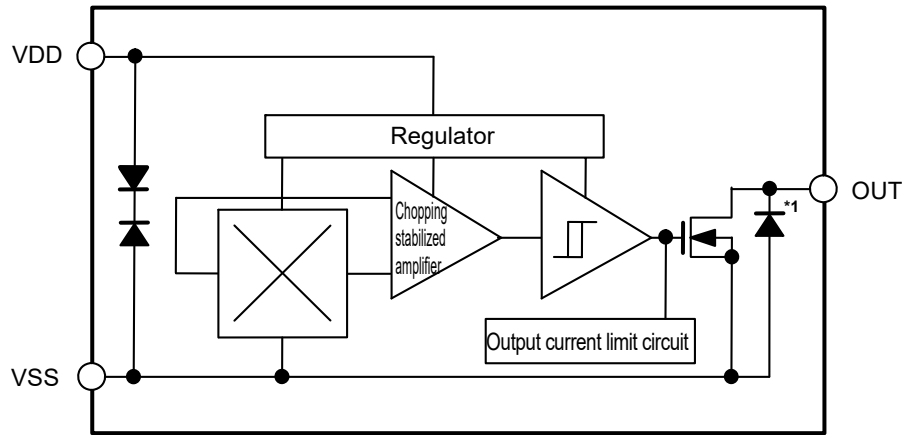 VDD
Regulator
Chopping
stabilized
amplifier
*1
OUT
Output current limit circuit
VSS